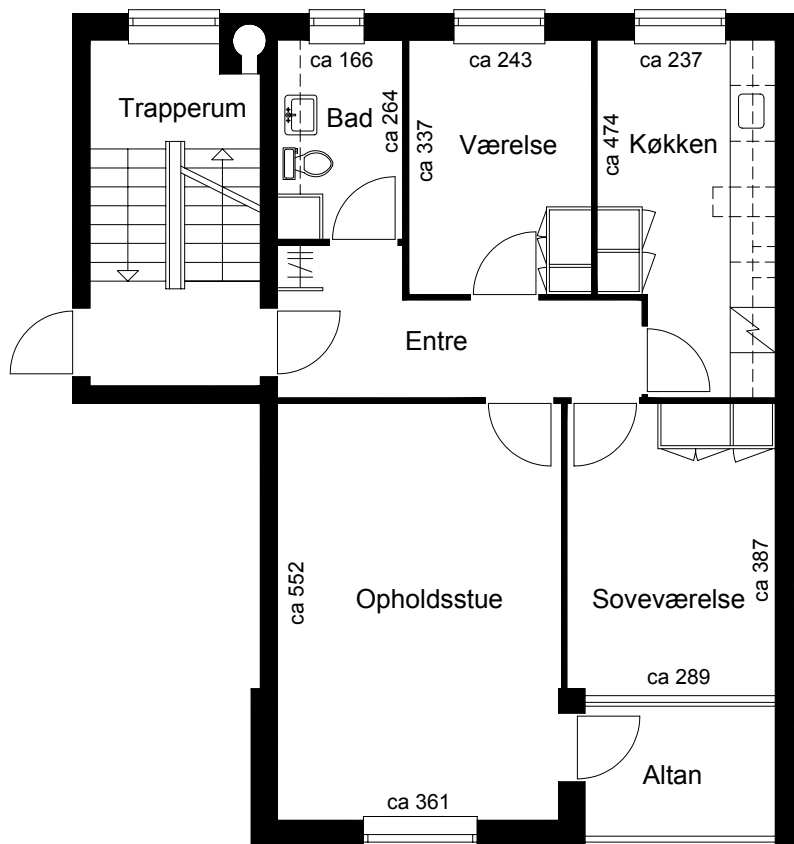 ca 166
ca 243
ca 237
Trapperum
Bad
ca 264
ca 337
Værelse
ca 474
Køkken
Entre
ca 552
Opholdsstue
Soveværelse
ca 387
ca 289
Altan
ca 361